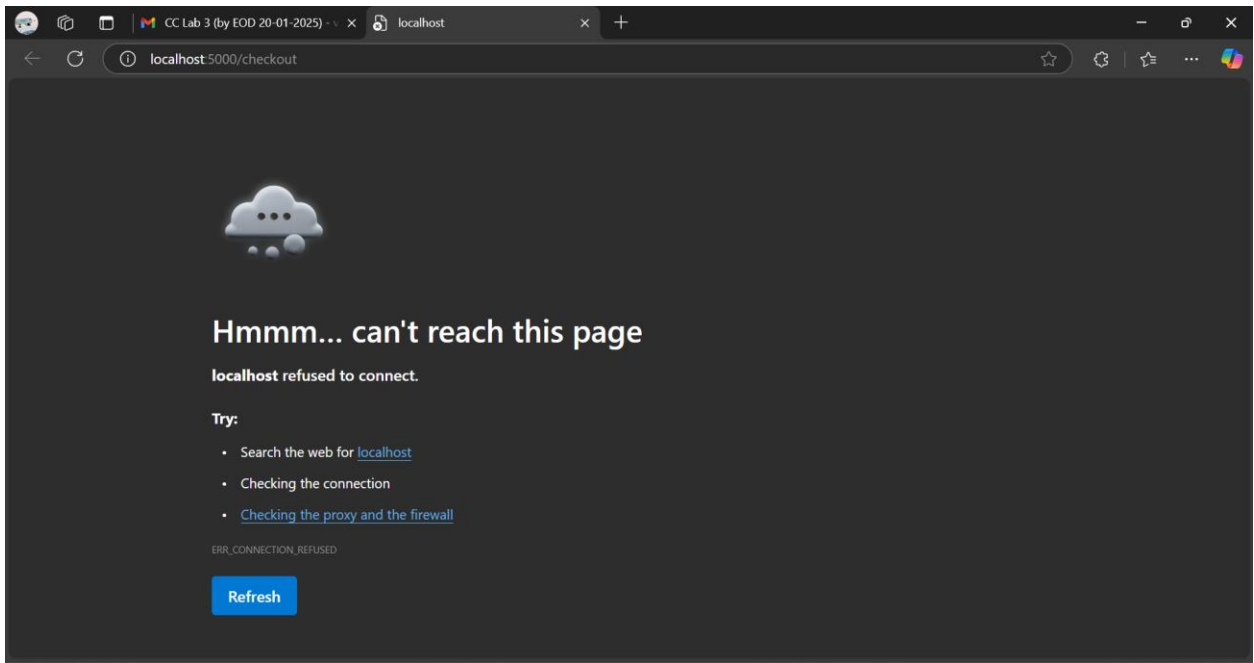 CC Lab 3 (by EOD 20-01-2025) -
localhost
localhost:5000/checkout
Hmmm... can't reach this page
localhost refused to connect.
Try:
• Search the web for localhost
• Checking the connection
• Checking the proxy and the firewall
ERR_CONNECTION_REFUSED
Refresh